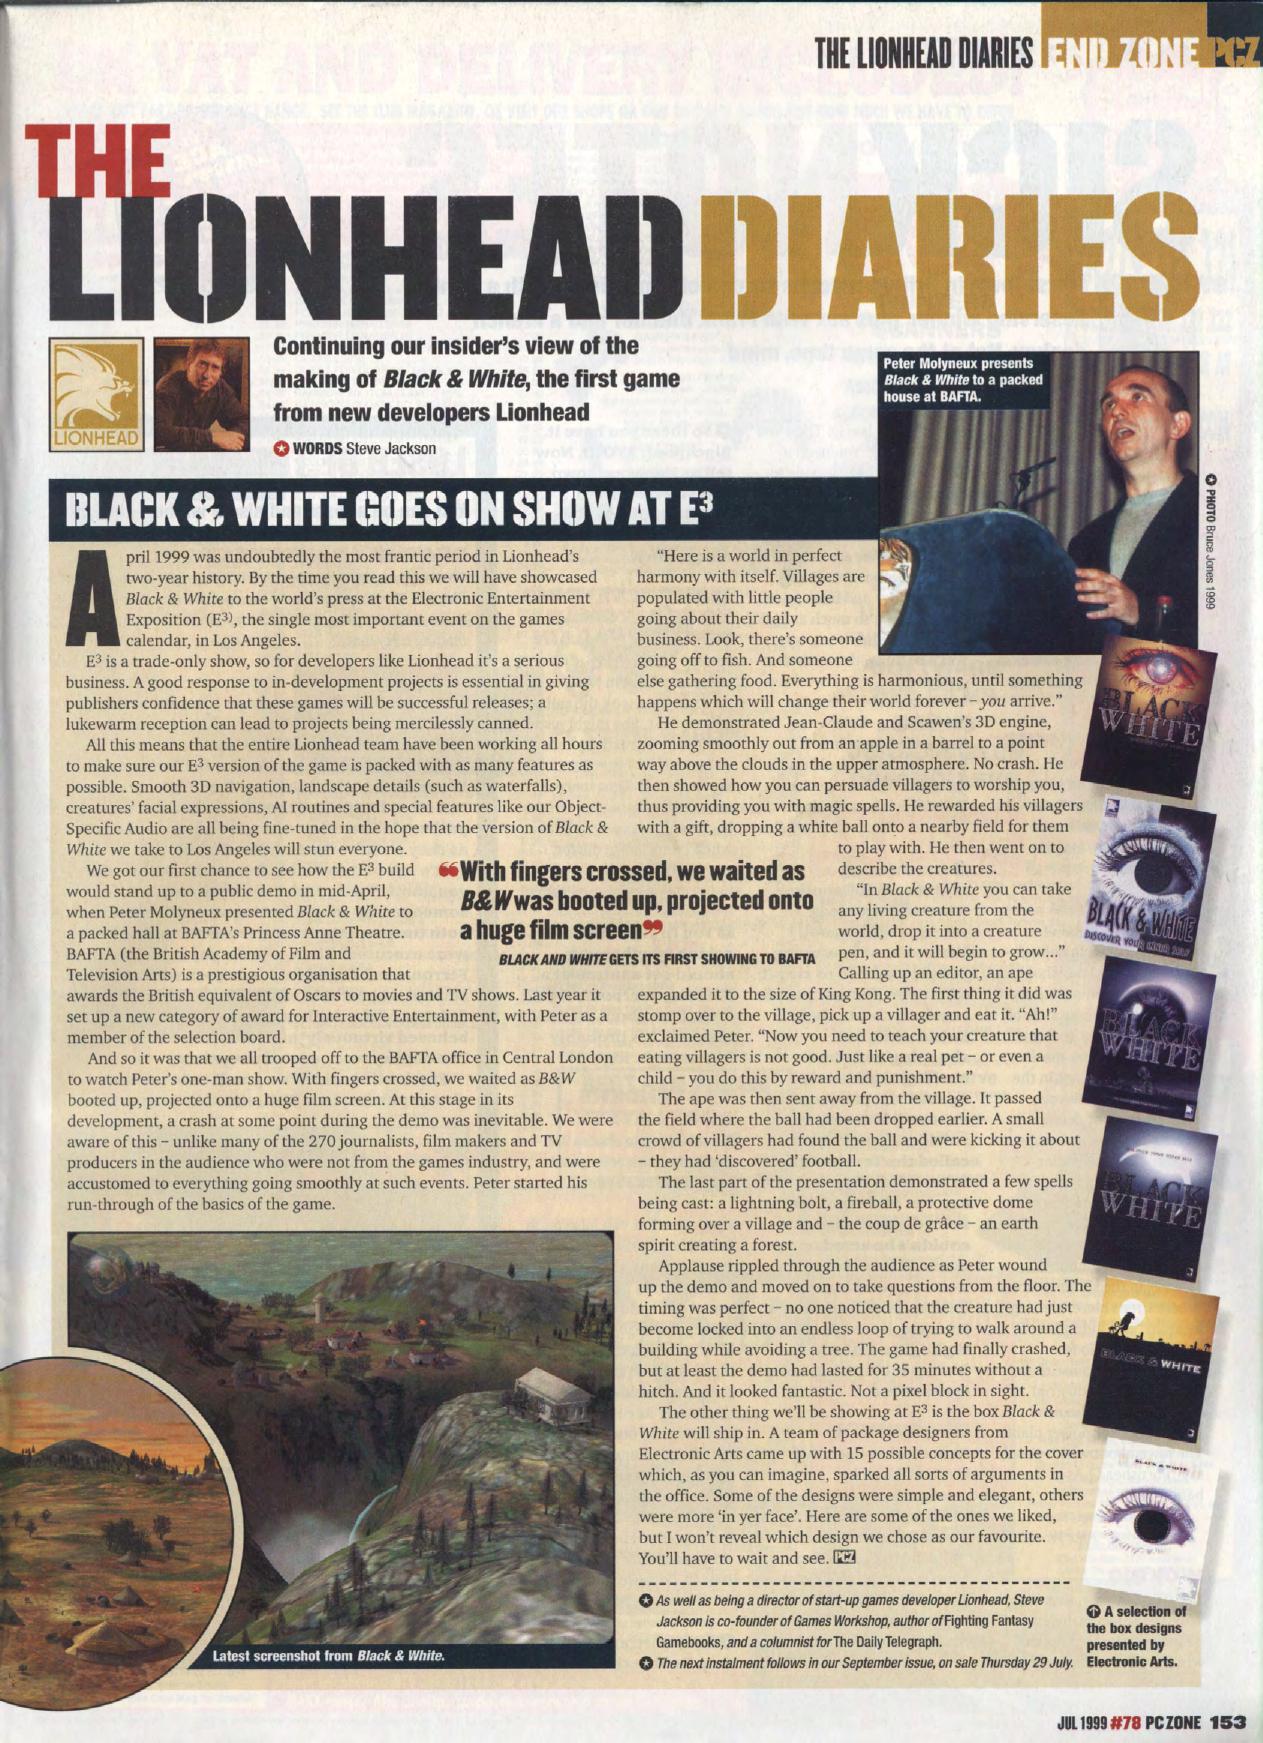 THE LIONHEAD DIARIES END ZONE PCZ
THE
LIONHEAD DIARIES
LIONHEAD
Continuing our insider's view of the
making of Black & White, the first game
from new developers Lionhead
WORDS Steve Jackson
Peter Molyneux presents
Black & White to a packed
house at BAFTA.
PHOTO Bruce Jones 1999
BLACK & WHITE GOES ON SHOW AT E³
April 1999 was undoubtedly the most frantic period in Lionhead's
two-year history. By the time you read this we will have showcased
Black & White to the world's press at the Electronic Entertainment
Exposition (E³), the single most important event on the games
calendar, in Los Angeles.
E³ is a trade-only show, so for developers like Lionhead it's a serious
business. A good response to in-development projects is essential in giving
publishers confidence that these games will be successful releases; a
lukewarm reception can lead to projects being mercilessly canned.
All this means that the entire Lionhead team have been working all hours
to make sure our E³ version of the game is packed with as many features as
possible. Smooth 3D navigation, landscape details (such as waterfalls),
creatures' facial expressions, AI routines and special features like our Object-
Specific Audio are all being fine-tuned in the hope that the version of Black &
White we take to Los Angeles will stun everyone.
We got our first chance to see how the E³ build
would stand up to a public demo in mid-April,
when Peter Molyneux presented Black & White to
a packed hall at BAFTA's Princess Anne Theatre.
BAFTA (the British Academy of Film and
Television Arts) is a prestigious organisation that
awards the British equivalent of Oscars to movies and TV shows. Last year it
set up a new category of award for Interactive Entertainment, with Peter as a
member of the selection board.
And so it was that we all trooped off to the BAFTA office in Central London
to watch Peter's one-man show. With fingers crossed, we waited as B&W
booted up, projected onto a huge film screen. At this stage in its
development, a crash at some point during the demo was inevitable. We were
aware of this – unlike many of the 270 journalists, film makers and TV
producers in the audience who were not from the games industry, and were
accustomed to everything going smoothly at such events. Peter started his
run-through of the basics of the game.
“With fingers crossed, we waited as
B&W was booted up, projected onto
a huge film screen”
BLACK AND WHITE GETS ITS FIRST SHOWING TO BAFTA
“Here is a world in perfect
harmony with itself. Villages are
populated with little people
going about their daily
business. Look, there's someone
going off to fish. And someone
else gathering food. Everything is harmonious, until something
happens which will change their world forever – you arrive.”
He demonstrated Jean-Claude and Scawen's 3D engine,
zooming smoothly out from an apple in a barrel to a point
way above the clouds in the upper atmosphere. No crash. He
then showed how you can persuade villagers to worship you,
thus providing you with magic spells. He rewarded his villagers
with a gift, dropping a white ball onto a nearby field for them
to play with. He then went on to
describe the creatures.
“In Black & White you can take
any living creature from the
world, drop it into a creature
pen, and it will begin to grow...”
Calling up an editor, an ape
expanded it to the size of King Kong. The first thing it did was
stomp over to the village, pick up a villager and eat it. “Ah!”
exclaimed Peter. “Now you need to teach your creature that
eating villagers is not good. Just like a real pet – or even a
child – you do this by reward and punishment.”
The ape was then sent away from the village. It passed
the field where the ball had been dropped earlier. A small
crowd of villagers had found the ball and were kicking it about
– they had ‘discovered’ football.
The last part of the presentation demonstrated a few spells
being cast: a lightning bolt, a fireball, a protective dome
forming over a village and – the coup de grâce – an earth
spirit creating a forest.
Applause rippled through the audience as Peter wound
up the demo and moved on to take questions from the floor. The
timing was perfect – no one noticed that the creature had just
become locked into an endless loop of trying to walk around a
building while avoiding a tree. The game had finally crashed,
but at least the demo had lasted for 35 minutes without a
hitch. And it looked fantastic. Not a pixel block in sight.
The other thing we'll be showing at E³ is the box Black &
White will ship in. A team of package designers from
Electronic Arts came up with 15 possible concepts for the cover
which, as you can imagine, sparked all sorts of arguments in
the office. Some of the designs were simple and elegant, others
were more ‘in yer face’. Here are some of the ones we liked,
but I won't reveal which design we chose as our favourite.
You'll have to wait and see. PCZ
As well as being a director of start-up games developer Lionhead, Steve
Jackson is co-founder of Games Workshop, author of Fighting Fantasy
Gamebooks, and a columnist for The Daily Telegraph.
The next instalment follows in our September issue, on sale Thursday 29 July.
BLACK
WHITE
BLACK & WHITE
DISCOVER YOUR INNER SELF
BLACK
WHITE
BLACK
WHITE
BLACK & WHITE
BLACK & WHITE
A selection of
the box designs
presented by
Electronic Arts.
Latest screenshot from Black & White.
JUL 1999 #78 PC ZONE 153